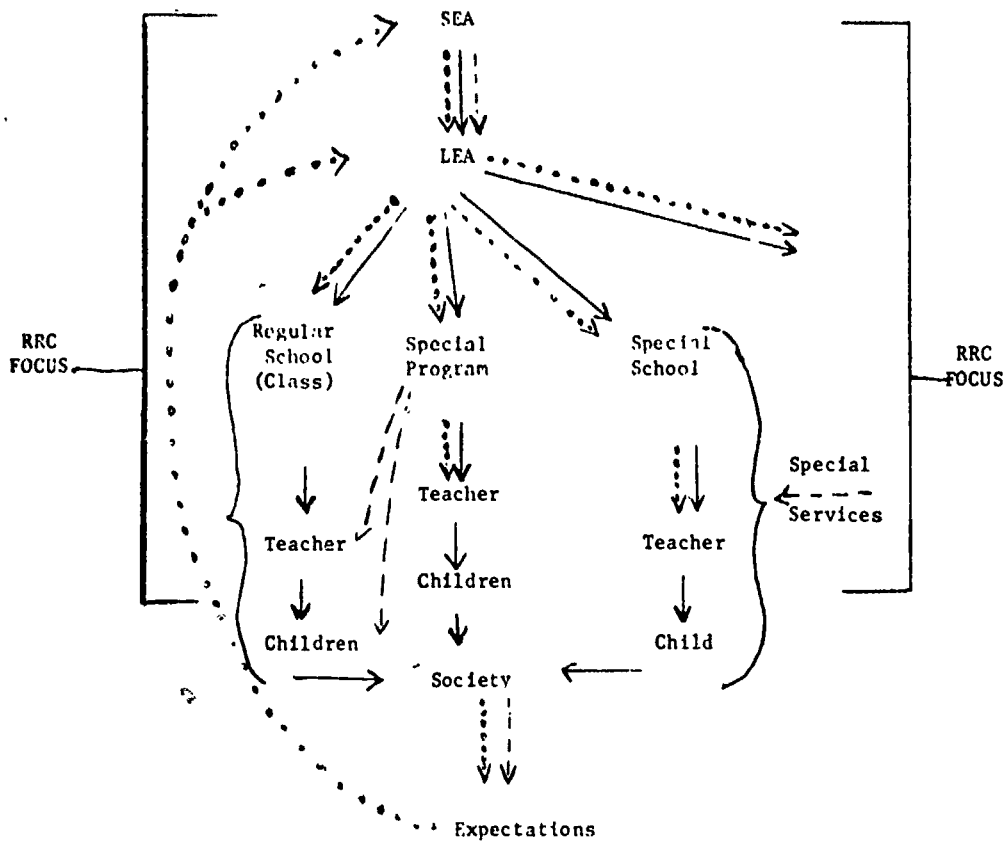 SEA
LEA
RRC
FOCUS
Regular
School
(Class)
Special
Program
Special
School
RRC
FOCUS
Special
Services
Teacher
Teacher
Teacher
Children
Children
Child
Society
Expectations